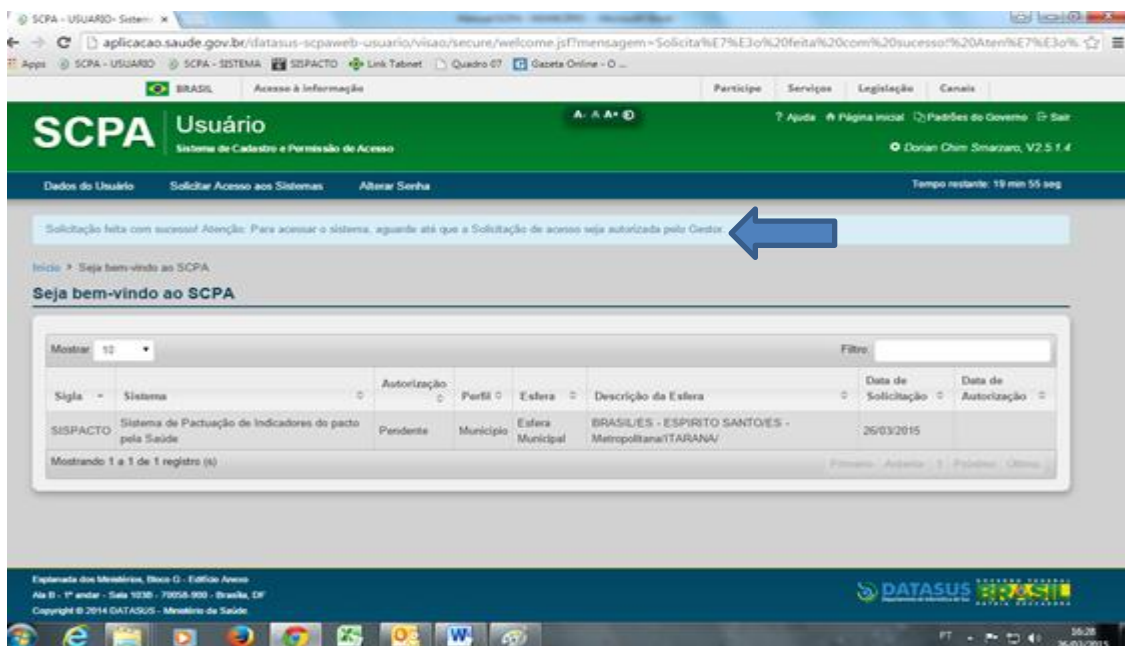 SCPA - USUARIO- Sistem
aplicacao.saude.gov.br/datasus-scpaweb-usuario/visao/secure/welcome.jsf?mensagem=Solicita%E7%E3o%20feita%20com%20sucesso!%20Aten%E7%E3o%
Apps SCPA - USUARIO SCPA - SISTEMA SISPACTO Link Tabnet Quadro 07 Gazeta Online - O ...
BRASIL Acesso à informação Participe Serviços Legislação Canais
SCPA Usuário
Sistema de Cadastro e Permissão de Acesso
A- A A+
? Ajuda Página Inicial Padrões do Governo Sair
Dorian Chim Smarzaro, V2.5.1.4
Dados do Usuário Solicitar Acesso aos Sistemas Alterar Senha Tempo restante: 19 min 55 seg
Solicitação feita com sucesso! Atenção: Para acessar o sistema, aguarde até que a Solicitação de acesso seja autorizada pelo Gestor.
Início Seja bem-vindo ao SCPA
Seja bem-vindo ao SCPA
Mostrar 10 Filtro:
Sigla Sistema Autorização Perfil Esfera Descrição da Esfera Data de Solicitação Data de Autorização
SISPACTO Sistema de Pactuação de Indicadores do pacto pela Saúde Pendente Município Esfera Municipal BRASIL/ES - ESPIRITO SANTO/ES - Metropolitana/ITARANA/ 26/03/2015
Mostrando 1 a 1 de 1 registro (s) Primeiro Anterior 1 Próximo Último
Esplanada dos Ministérios, Bloco G - Edifício Anexo
Ala B - 1º andar - Sala 103B - 70058-900 - Brasília, DF
Copyright © 2014 DATASUS - Ministério da Saúde
DATASUS BRASIL
PT 16:28
26/03/2015